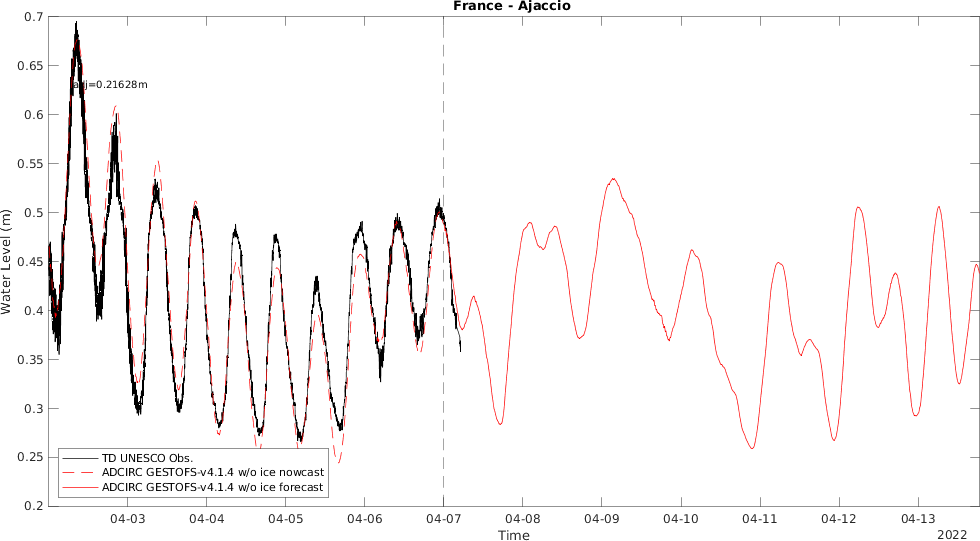 France - Ajaccio
0.7
0.65
0.6
0.55
0.5
0.45
0.4
0.35
0.3
0.25
0.2
Water Level (m)
adj=0.21628m
TD UNESCO Obs.
ADCIRC GESTOFS-v4.1.4 w/o ice nowcast
ADCIRC GESTOFS-v4.1.4 w/o ice forecast
04-03 04-04 04-05 04-06 04-07 04-08 04-09 04-10 04-11 04-12 04-13
Time
2022